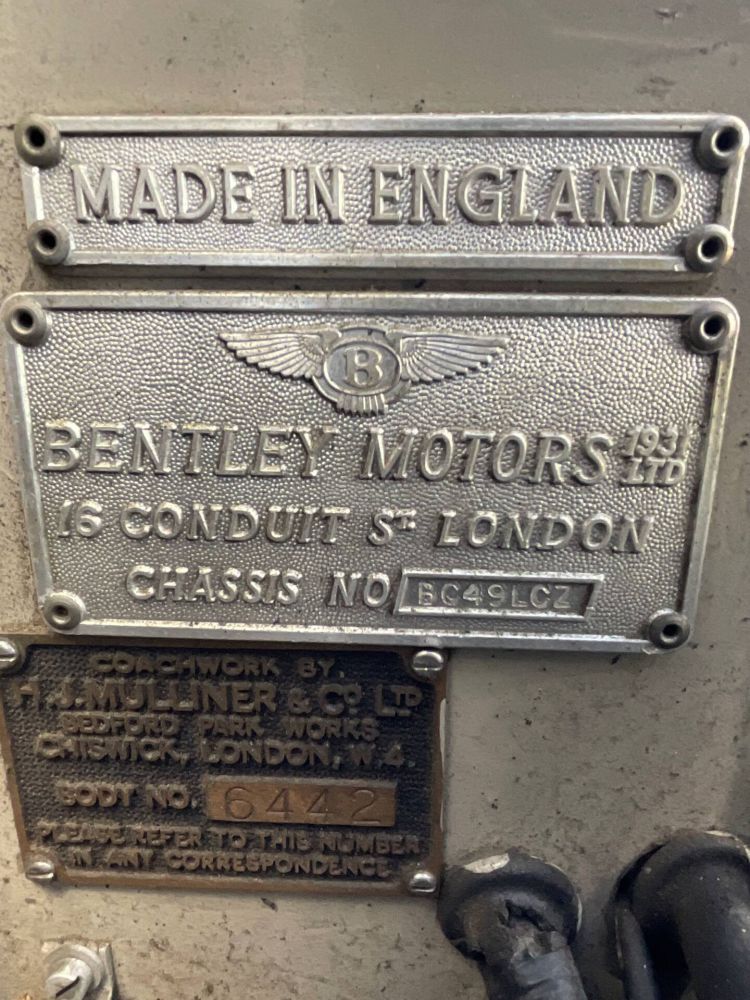 MADE IN ENGLAND
B
BENTLEY MOTORS 1931 LTD
16 CONDUIT ST. LONDON
CHASSIS NO BC49LCZ
COACHWORK BY.
H.J.MULLINER & CO LTD
BEDFORD PARK WORKS
CHISWICK, LONDON, W.4.
BODY NO. 6442
PLEASE REFER TO THIS NUMBER
IN ANY CORRESPONDENCE